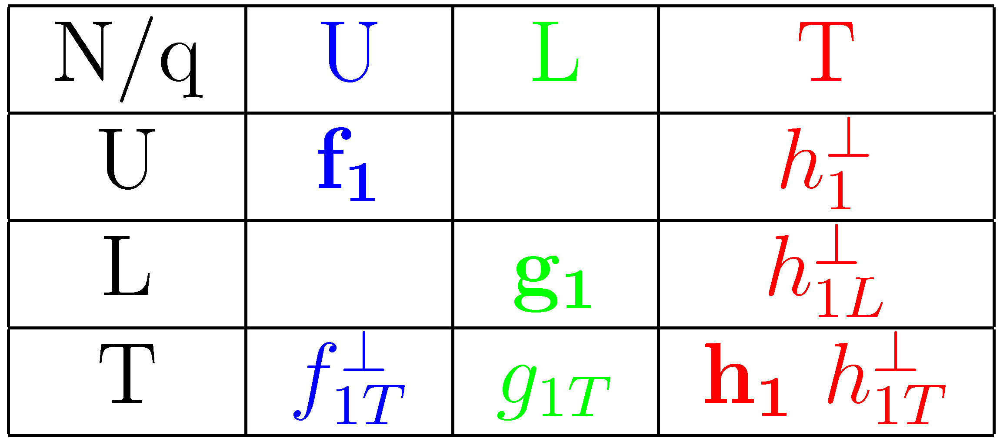 N/q U L T
U f₁ h₁^⊥
L g₁ h₁L^⊥
T f₁T^⊥ g₁T h₁ h₁T^⊥